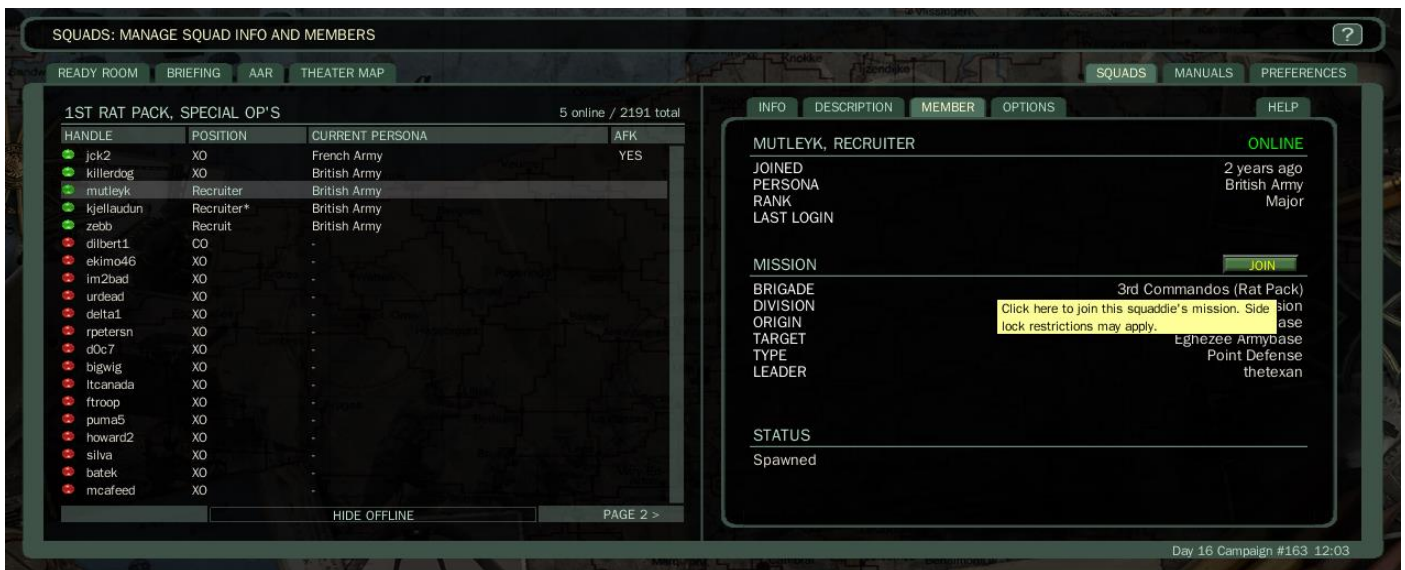 SQUADS: MANAGE SQUAD INFO AND MEMBERS ?
READY ROOM BRIEFING AAR THEATER MAP SQUADS MANUALS PREFERENCES
1ST RAT PACK, SPECIAL OP'S 5 online / 2191 total
HANDLE POSITION CURRENT PERSONA AFK
jck2 XO French Army YES
killerdog XO British Army
mutleyk Recruiter British Army
kjellaudun Recruiter* British Army
zebb Recruit British Army
dilbert1 CO -
ekimo46 XO -
im2bad XO -
urdead XO -
delta1 XO -
rpetersn XO -
d0c7 XO -
bigwig XO -
ltcanada XO -
ftroop XO -
puma5 XO -
howard2 XO -
silva XO -
batek XO -
mcafeed XO -
HIDE OFFLINE PAGE 2 >
INFO DESCRIPTION MEMBER OPTIONS HELP
MUTLEYK, RECRUITER ONLINE
JOINED 2 years ago
PERSONA British Army
RANK Major
LAST LOGIN
MISSION JOIN
BRIGADE 3rd Commandos (Rat Pack)
DIVISION sion
ORIGIN ase
Click here to join this squaddie's mission. Side
lock restrictions may apply.
TARGET Eghezee Armybase
TYPE Point Defense
LEADER thetexan
STATUS
Spawned
Day 16 Campaign #163 12:03